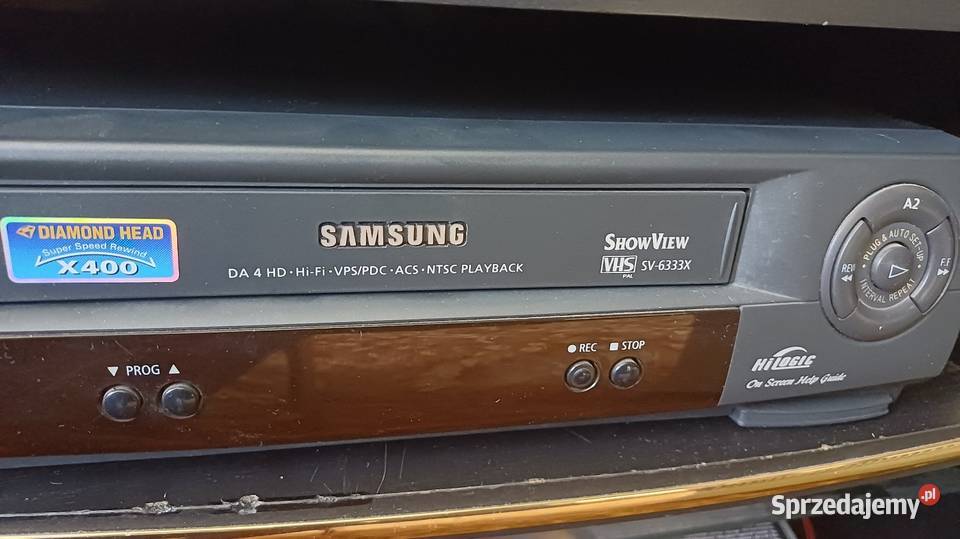 DIAMOND HEAD
Super Speed Rewind
X400
SAMSUNG
DA 4 HD · Hi-Fi · VPS/PDC · ACS · NTSC PLAYBACK
SHOWVIEW
VHS SV-6333X
PAL
A2
PLUG & AUTO SET-UP
REW
◀◀
▷
F.F
▶▶
INTERVAL REPEAT
▼ PROG ▲
● REC ■ STOP
HiLOGIC
On Screen Help Guide
Sprzedajemy.pl